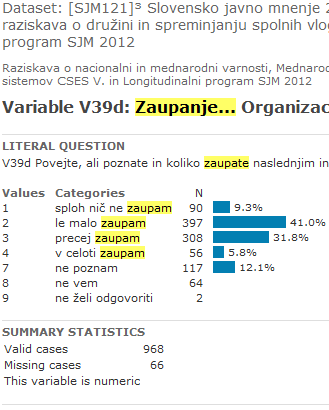 Dataset: [SJM121]³ Slovensko javno mnenje
raziskava o družini in spreminjanju spolnih
program SJM 2012
Raziskava o nacionalni in mednarodni varnosti,
sistemov CSES V. in Longitudinalni program SJM 2012
Variable V39d: Zaupanje...
LITERAL QUESTION
V39d Povejte, ali poznate in koliko zaupate naslednjim
Values Categories N
1 sploh nič ne zaupam 90 9.3%
2 le malo zaupam 397 41.0%
3 precej zaupam 308 31.8%
4 v celoti zaupam 56 5.8%
7 ne poznam 117 12.1%
8 ne vem 64
9 ne želi odgovoriti 2
SUMMARY STATISTICS
Valid cases 968
Missing cases 66
This variable is numeric